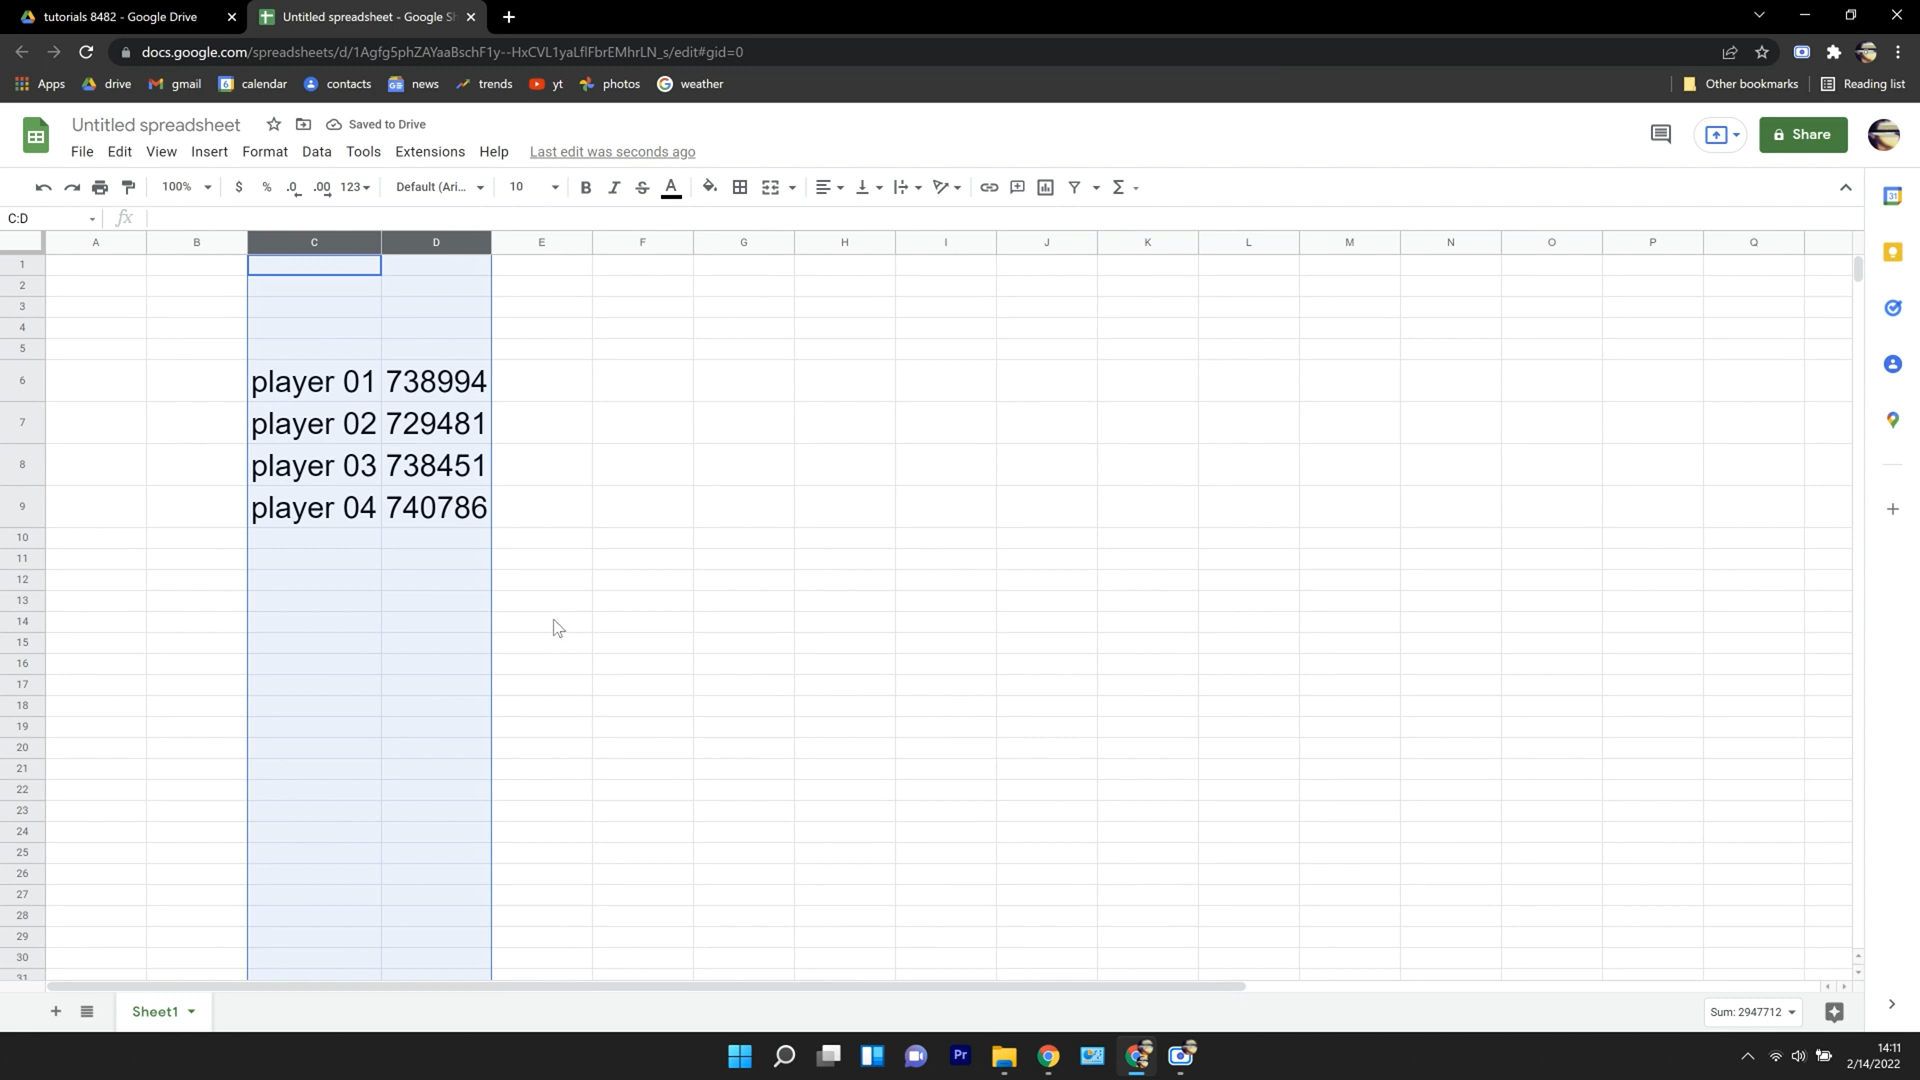 tutorials 8482 - Google Drive
Untitled spreadsheet - Google Sh
docs.google.com/spreadsheets/d/1Agfg5phZAYaaBschF1y--HxCVL1yaLflFbrEMhrLN_s/edit#gid=0
Apps drive gmail calendar contacts news trends yt photos weather Other bookmarks Reading list
Untitled spreadsheet Saved to Drive Share
File Edit View Insert Format Data Tools Extensions Help Last edit was seconds ago
100% $ % .0 .00 123 Default (Ari... 10 B I S A Σ
C:D fx
A B C D E F G H I J K L M N O P Q
1
2
3
4
5
6 player 01 738994
7 player 02 729481
8 player 03 738451
9 player 04 740786
10
11
12
13
14
15
16
17
18
19
20
21
22
23
24
25
26
27
28
29
30
31
Sheet1 Sum: 2947712
Pr
14:11
2/14/2022